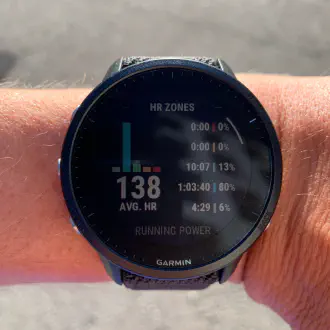 HR ZONES
0:00 | 0%
0:00 | 0%
10:07 | 13%
138
1:03:40 | 80%
AVG. HR
4:29 | 6%
RUNNING POWER
GARMIN